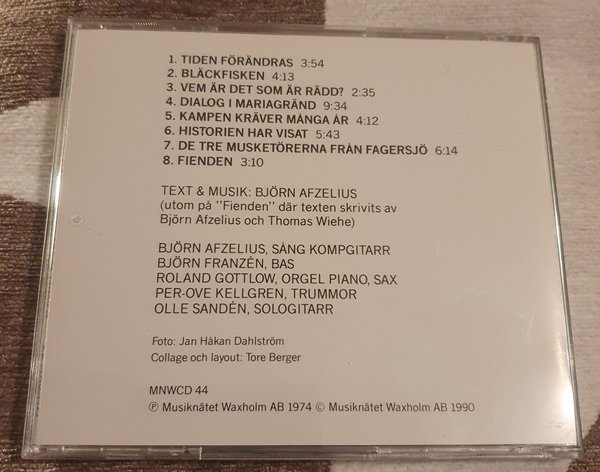 1. TIDEN FÖRÄNDRAS 3:54
2. BLÄCKFISKEN 4:13
3. VEM ÄR DET SOM ÄR RÄDD? 2:35
4. DIALOG I MARIAGRÄND 9:34
5. KAMPEN KRÄVER MÅNGA ÅR 4:12
6. HISTORIEN HAR VISAT 5:43
7. DE TRE MUSKETÖRERNA FRÅN FAGERSJÖ 6:14
8. FIENDEN 3:10
TEXT & MUSIK: BJÖRN AFZELIUS
(utom på ”Fienden” där texten skrivits av
Björn Afzelius och Thomas Wiehe)
BJÖRN AFZELIUS, SÅNG KOMPGITARR
BJÖRN FRANZÉN, BAS
ROLAND GOTTLOW, ORGEL PIANO, SAX
PER-OVE KELLGREN, TRUMMOR
OLLE SANDÉN, SOLOGITARR
Foto: Jan Håkan Dahlström
Collage och layout: Tore Berger
MNWCD 44
℗ Musiknätet Waxholm AB 1974 © Musiknätet Waxholm AB 1990